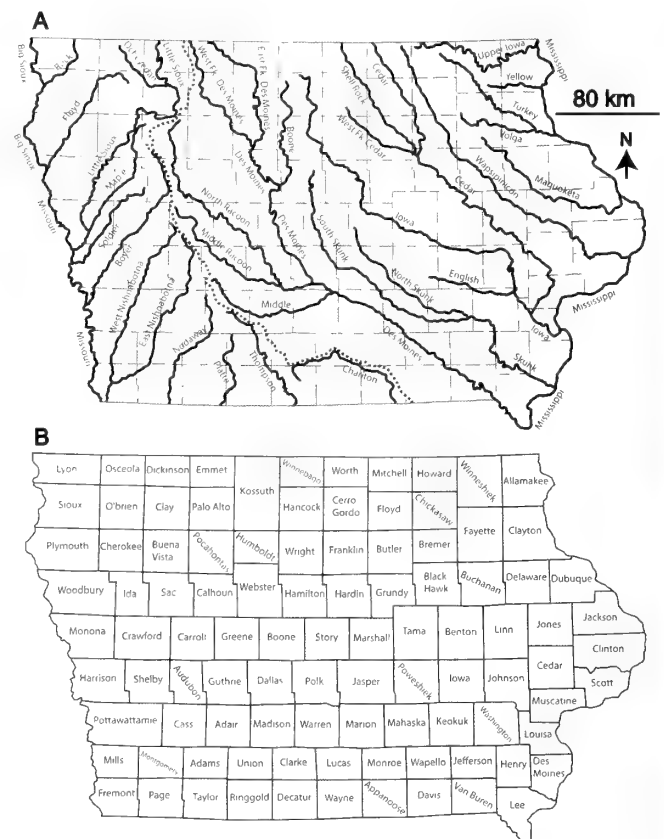 A
Big Sioux
Rock
Ocheyedan
Little Sioux
West Fk Des Moines
East Fk Des Moines
Boone
Shell Rock
Cedar
West Fk Cedar
Upper Iowa
Mississippi
Yellow
Turkey
Volga
Maquoketa
Wapsipinicon
Cedar
80 km
N
Floyd
Little Sioux
Maple
Big Sioux
Missouri
Soldier
Boyer
North Racoon
Middle Racoon
Des Moines
Des Moines
South Skunk
Iowa
North Skunk
English
West Nishnabotna
East Nishnabotna
Nodaway
Middle
Platte
Thompson
Chariton
Des Moines
Iowa
Skunk
Mississippi
Missouri
Mississippi
B
Lyon Osceola Dickinson Emmet Kossuth Winnebago Worth Mitchell Howard Winneshiek Allamakee
Sioux O'Brien Clay Palo Alto Hancock Cerro Gordo Floyd Chickasaw Fayette Clayton
Plymouth Cherokee Buena Vista Pocahontas Humboldt Wright Franklin Butler Bremer
Woodbury Ida Sac Calhoun Webster Hamilton Hardin Grundy Black Hawk Buchanan Delaware Dubuque
Monona Crawford Carroll Greene Boone Story Marshall Tama Benton Linn Jones Jackson
Clinton
Harrison Shelby Audubon Guthrie Dallas Polk Jasper Poweshiek Iowa Johnson Cedar Scott
Muscatine
Pottawattamie Cass Adair Madison Warren Marion Mahaska Keokuk Washington Louisa
Mills Montgomery Adams Union Clarke Lucas Monroe Wapello Jefferson Henry Des Moines
Fremont Page Taylor Ringgold Decatur Wayne Appanoose Davis Van Buren Lee